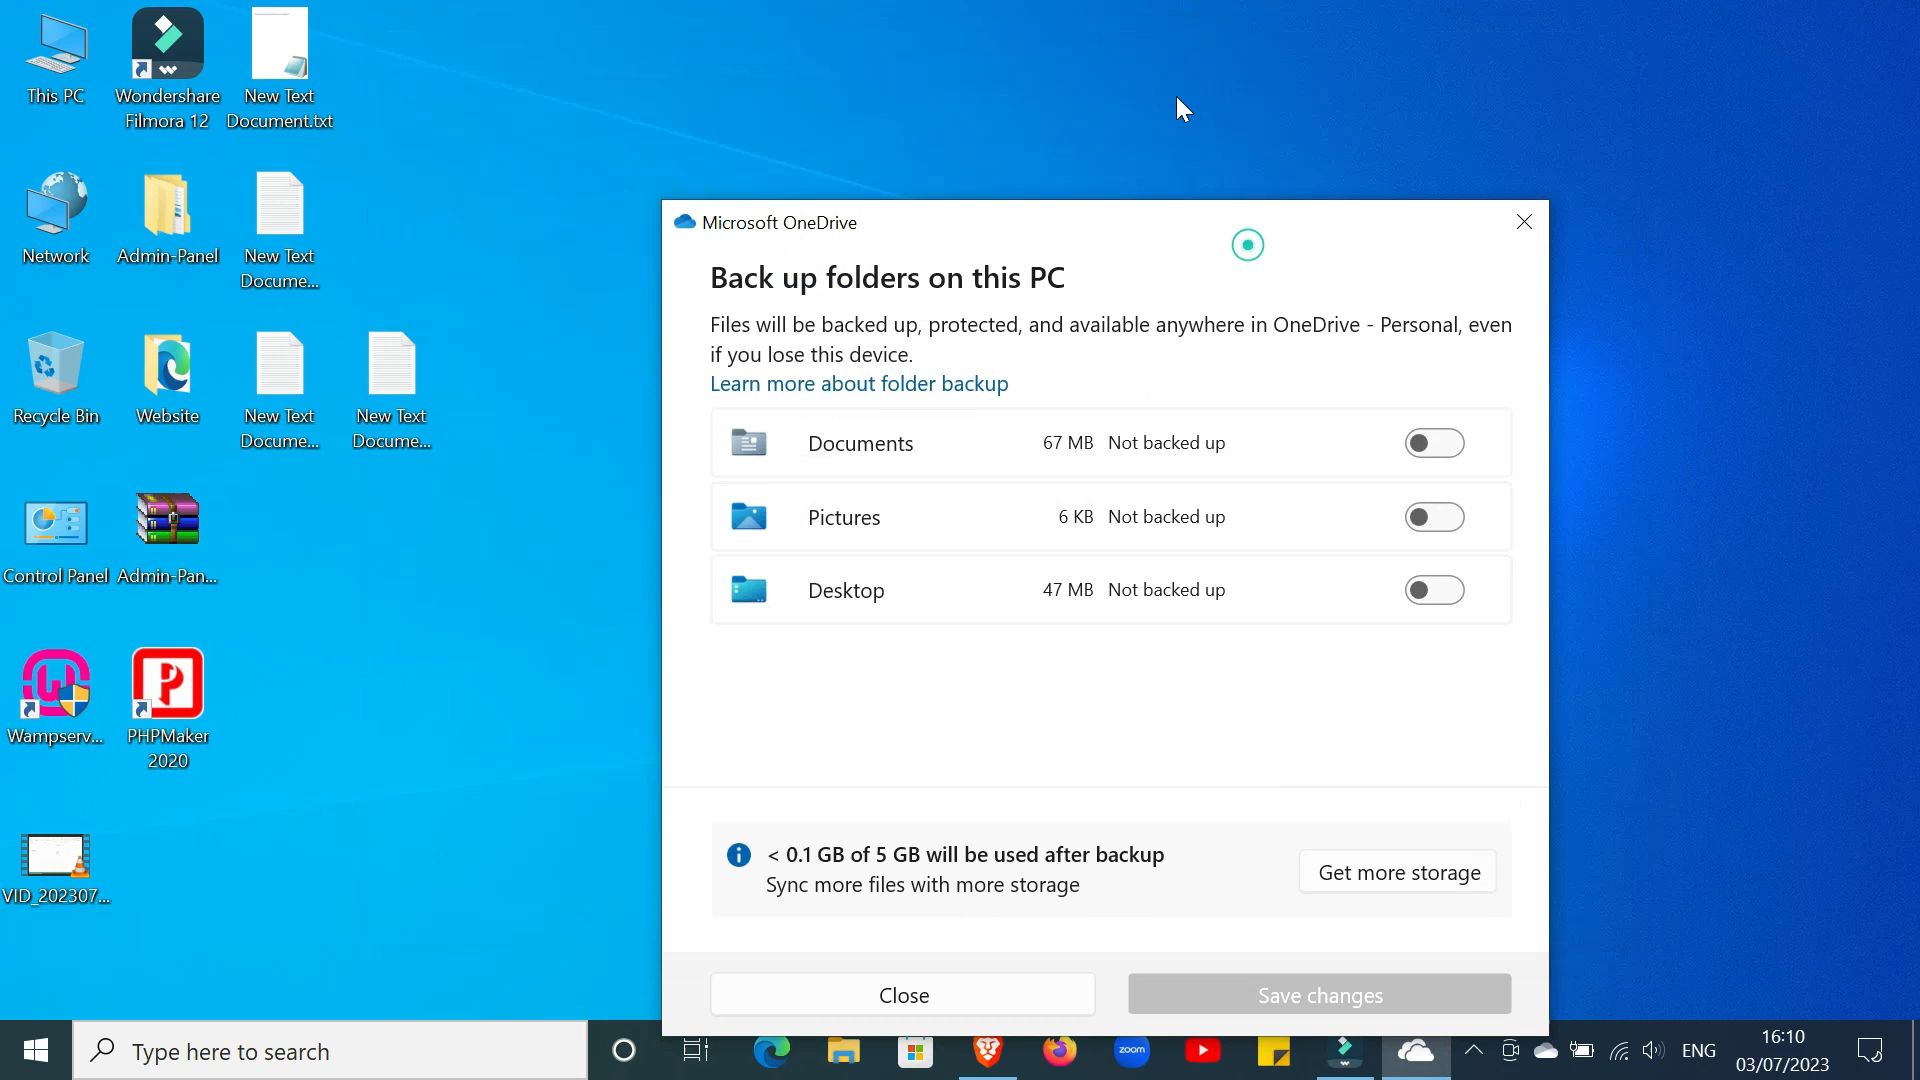 This PC
Wondershare
Filmora 12
New Text
Document.txt
Network
Admin-Panel
New Text
Docume...
Recycle Bin
Website
New Text
Docume...
New Text
Docume...
Control Panel
Admin-Pan...
Wampserv...
PHPMaker
2020
VID_202307...
Microsoft OneDrive
Back up folders on this PC
Files will be backed up, protected, and available anywhere in OneDrive - Personal, even
if you lose this device.
Learn more about folder backup
Documents 67 MB Not backed up
Pictures 6 KB Not backed up
Desktop 47 MB Not backed up
< 0.1 GB of 5 GB will be used after backup
Sync more files with more storage
Get more storage
Close
Save changes
Type here to search
zoom
ENG
16:10
03/07/2023